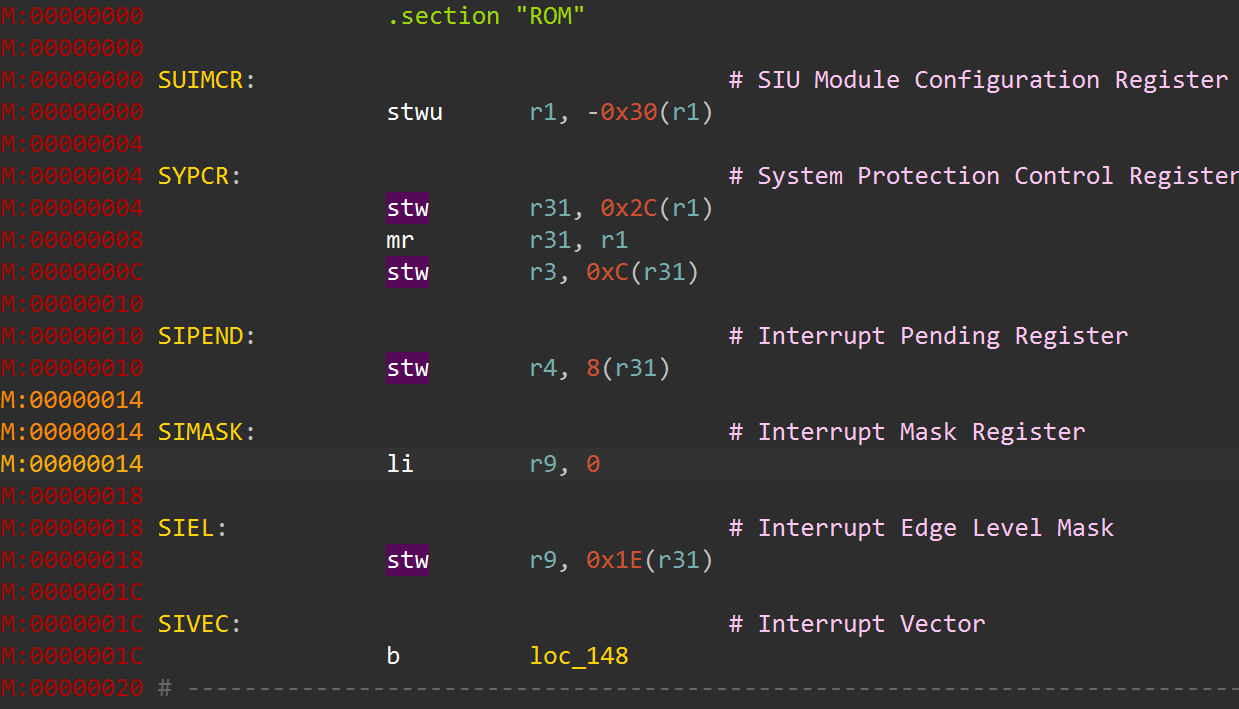 M:00000000 .section "ROM"
M:00000000
M:00000000 SUIMCR: # SIU Module Configuration Register
M:00000000 stwu r1, -0x30(r1)
M:00000004
M:00000004 SYPCR: # System Protection Control Register
M:00000004 stw r31, 0x2C(r1)
M:00000008 mr r31, r1
M:0000000C stw r3, 0xC(r31)
M:00000010
M:00000010 SIPEND: # Interrupt Pending Register
M:00000010 stw r4, 8(r31)
M:00000014
M:00000014 SIMASK: # Interrupt Mask Register
M:00000014 li r9, 0
M:00000018
M:00000018 SIEL: # Interrupt Edge Level Mask
M:00000018 stw r9, 0x1E(r31)
M:0000001C
M:0000001C SIVEC: # Interrupt Vector
M:0000001C b loc_148
M:00000020 # ---------------------------------------------------------------------------